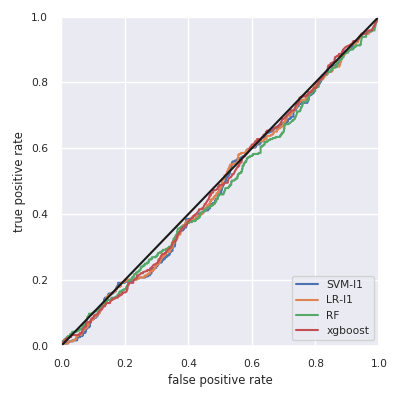 1.0
0.8
0.6
0.4
0.2
0.0
true positive rate
0.0 0.2 0.4 0.6 0.8 1.0
false positive rate
SVM-l1
LR-l1
RF
xgboost